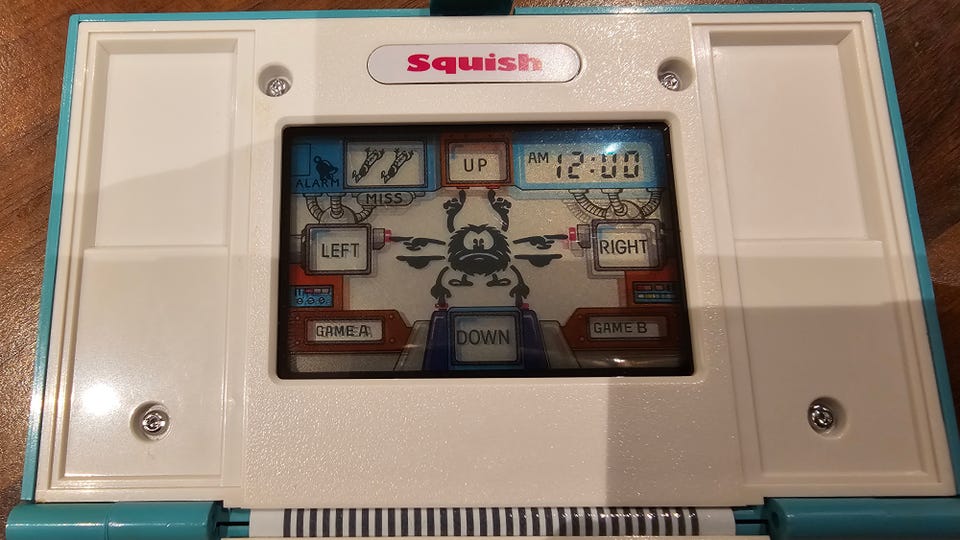 Squish
ALARM
MISS
UP
AM 12:00
LEFT
RIGHT
GAME A
GAME B
DOWN